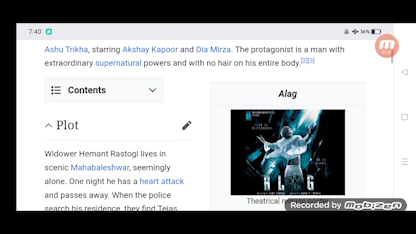 7:40
56%
Ashu Trikha, starring Akshay Kapoor and Dia Mirza. The protagonist is a man with
extraordinary supernatural powers and with no hair on his entire body.[2][3]
Contents
Plot
Widower Hemant Rastogi lives in
scenic Mahabaleshwar, seemingly
alone. One night he has a heart attack
and passes away. When the police
search his residence, they find Tejas
Alag
ALAG
Theatrical release
Recorded by MOBIZEN